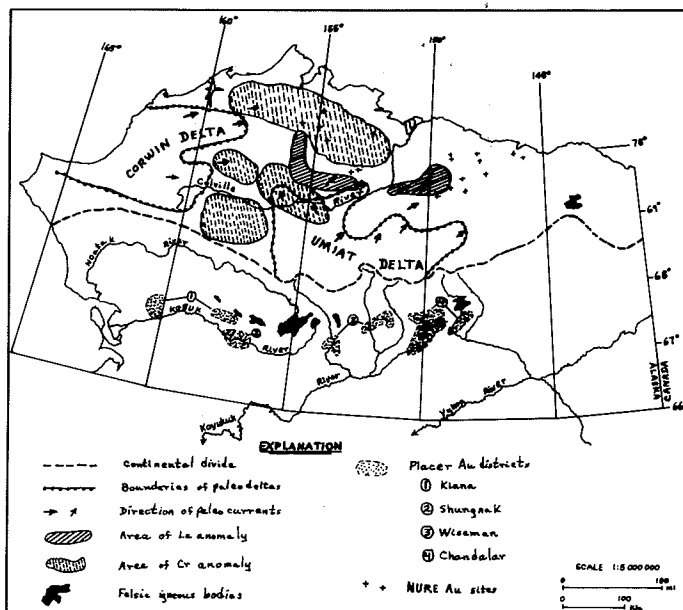 165° 160° 155° 150° 145°
70°
CORWIN DELTA
Colville
River
69°
UMIAT DELTA
Noatak River
68°
①
KOBUK
②
River
③
④
67°
River
Yukon River
ALASKA
CANADA
66°
Koyukuk
EXPLANATION
Continental divide
Boundaries of paleodeltas
Direction of paleo currents
Area of La anomaly
Area of Cr anomaly
Felsic igneous bodies
Placer Au districts
① Kiana
② Shungnak
③ Wiseman
④ Chandalar
NURE Au sites
SCALE 1:5 000 000
0 100
mi
0 100
Km